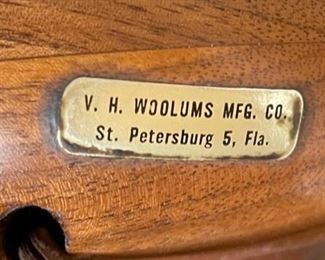 V. H. WOOLUMS MFG. CO.
St. Petersburg 5, Fla.